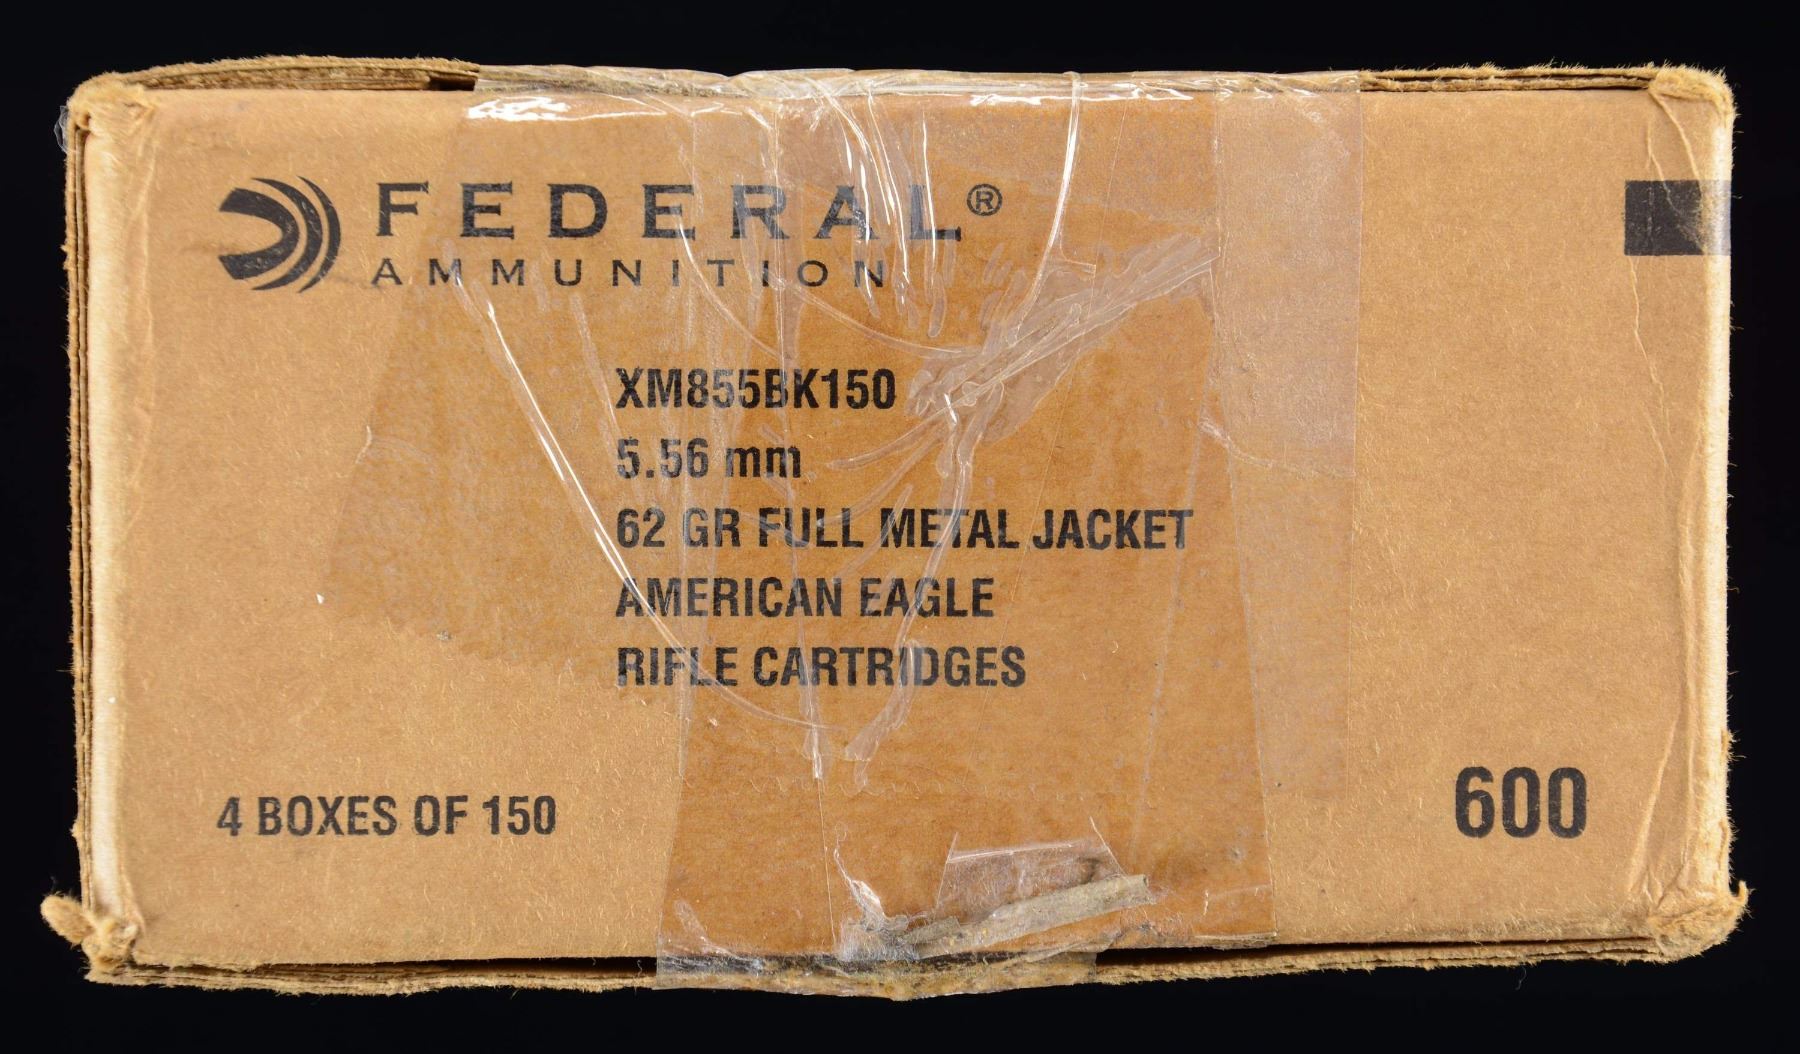 FEDERAL®
AMMUNITION
XM855BK150
5.56 mm
62 GR FULL METAL JACKET
AMERICAN EAGLE
RIFLE CARTRIDGES
4 BOXES OF 150
600